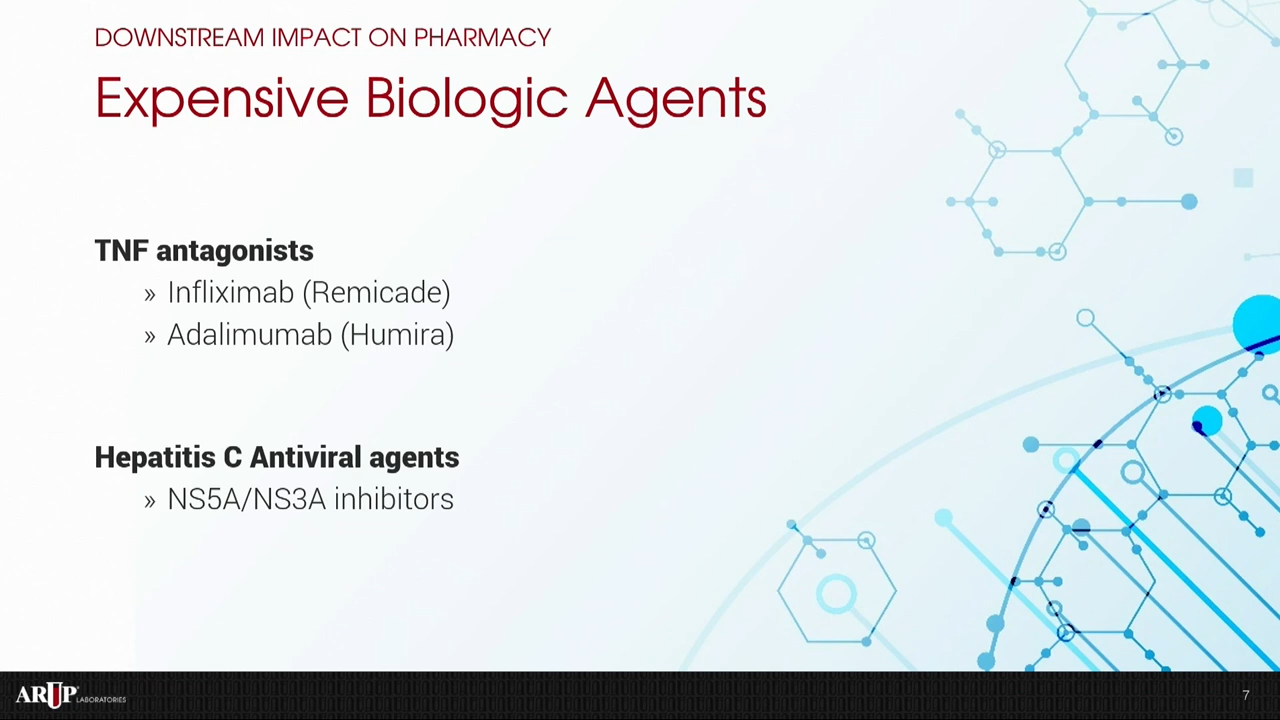 DOWNSTREAM IMPACT ON PHARMACY
Expensive Biologic Agents
TNF antagonists
» Infliximab (Remicade)
» Adalimumab (Humira)
Hepatitis C Antiviral agents
» NS5A/NS3A inhibitors
ARUP LABORATORIES
7